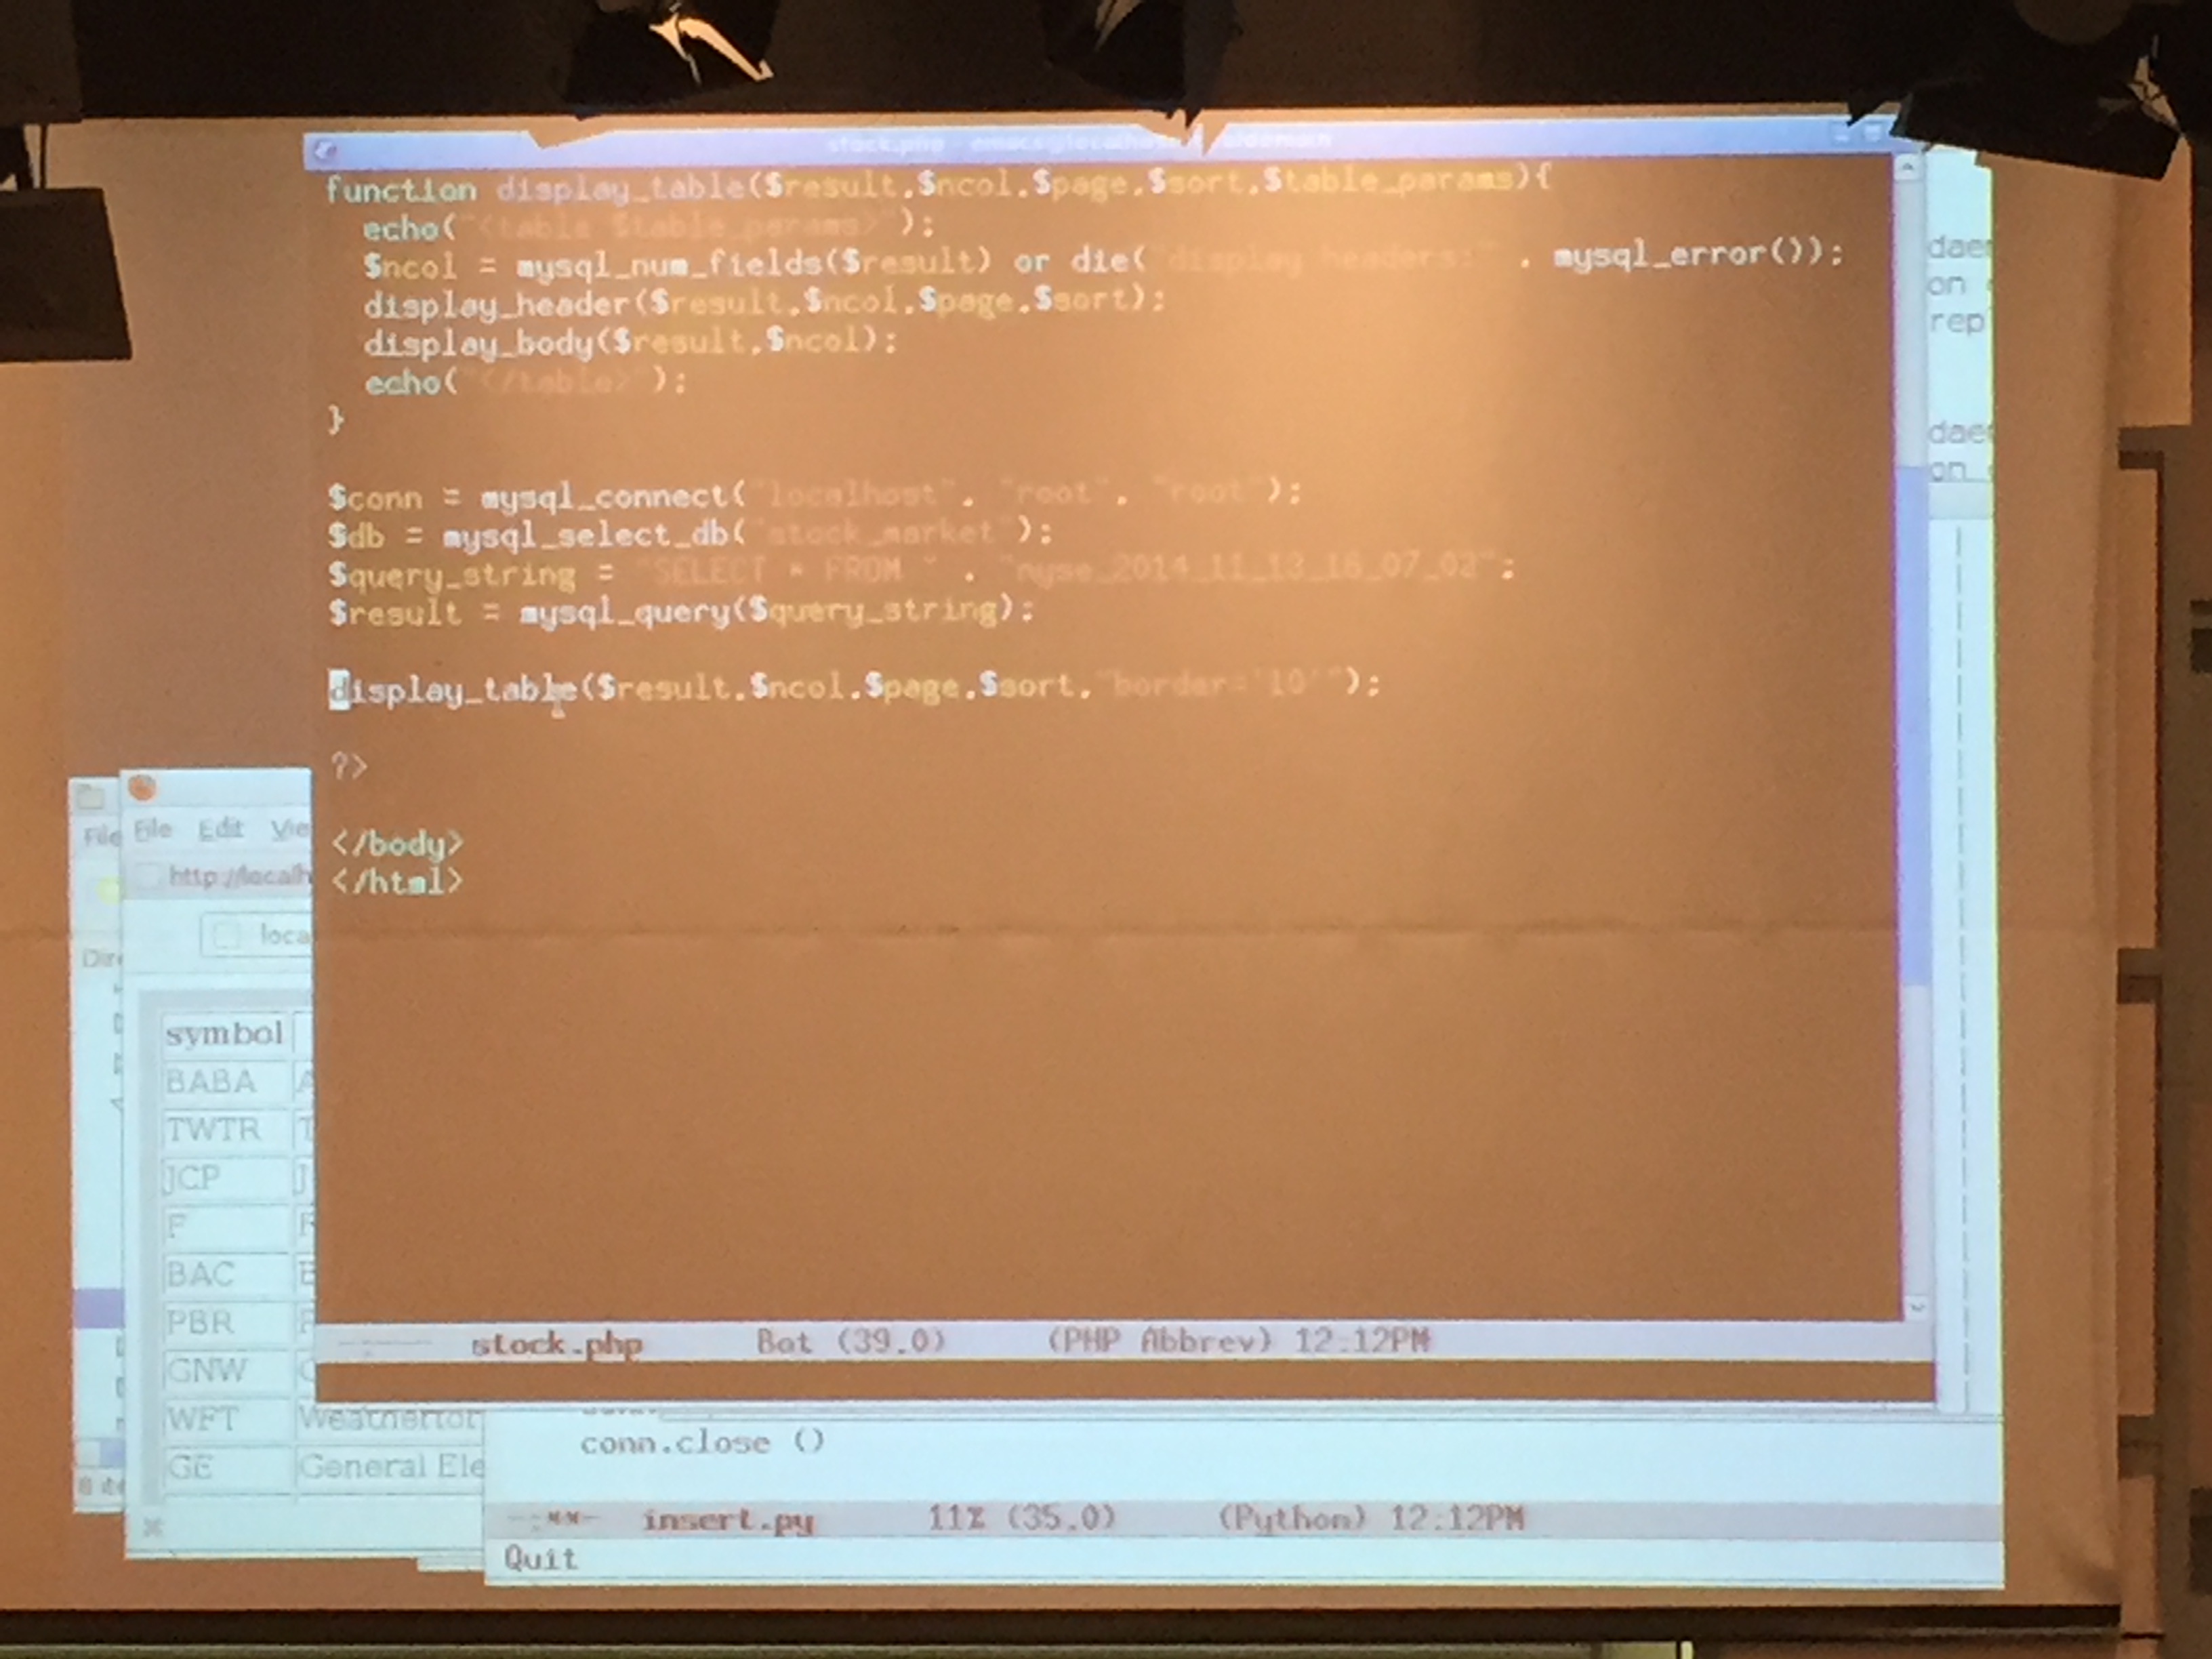 stock.php - emacs@localhost
function display_table($result,$ncol,$page,$sort,$table_params){
echo("<table $table_params>");
$ncol = mysql_num_fields($result) or die("display headers:" . mysql_error());
display_header($result,$ncol,$page,$sort);
display_body($result,$ncol);
echo("</table>");
}
$conn = mysql_connect("localhost", "root", "root");
$db = mysql_select_db("stock_market");
$query_string = "SELECT * FROM " . "nyse_2014_11_13_16_07_02";
$result = mysql_query($query_string);
display_table($result,$ncol,$page,$sort,"border='10'");
?>
</body>
</html>
stock.php Bot (39,0) (PHP Abbrev) 12:12PM
dae
on
rep
dae
on
File
Dir
File Edit Vie
http://localh
loca
symbol
BABA A
TWTR T
JCP J
F F
BAC B
PBR P
GNW G
WFT Weatherfor
GE General Ele
conn.close ()
-:**- insert.py 11% (35,0) (Python) 12:12PM
Quit